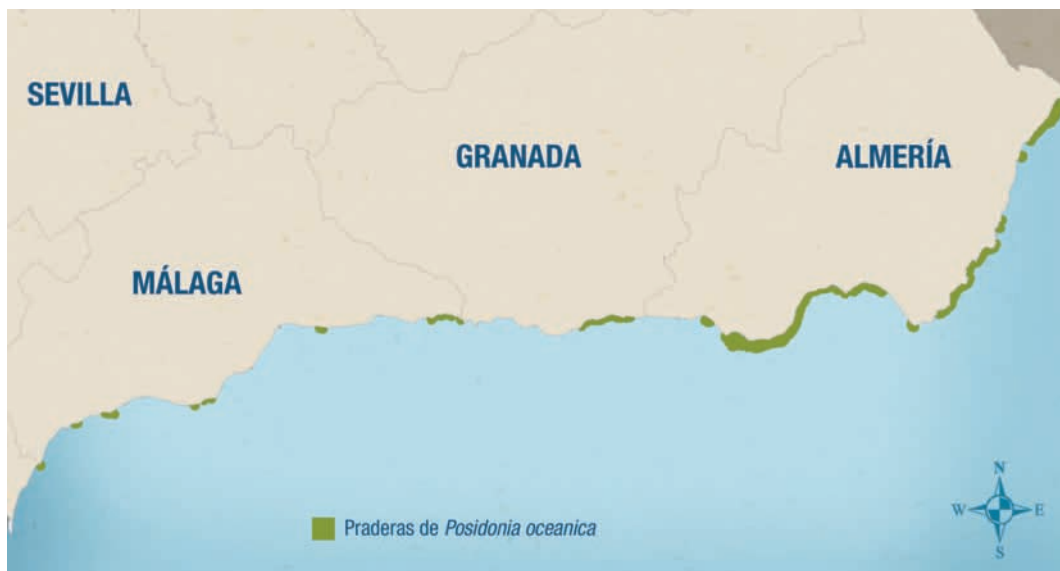 SEVILLA
GRANADA
ALMERÍA
MÁLAGA
Praderas de Posidonia oceanica
N
W
E
S